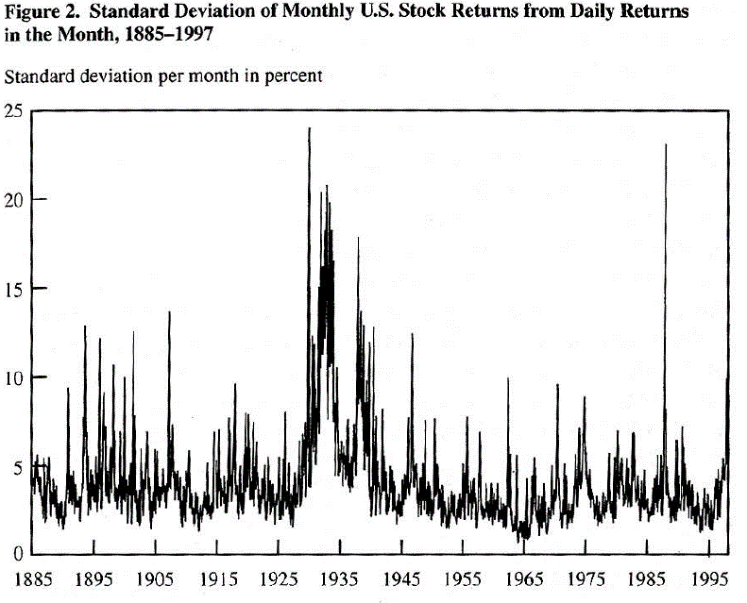 Figure 2. Standard Deviation of Monthly U.S. Stock Returns from Daily Returns
in the Month, 1885–1997
Standard deviation per month in percent
25
20
15
10
5
0
1885 1895 1905 1915 1925 1935 1945 1955 1965 1975 1985 1995